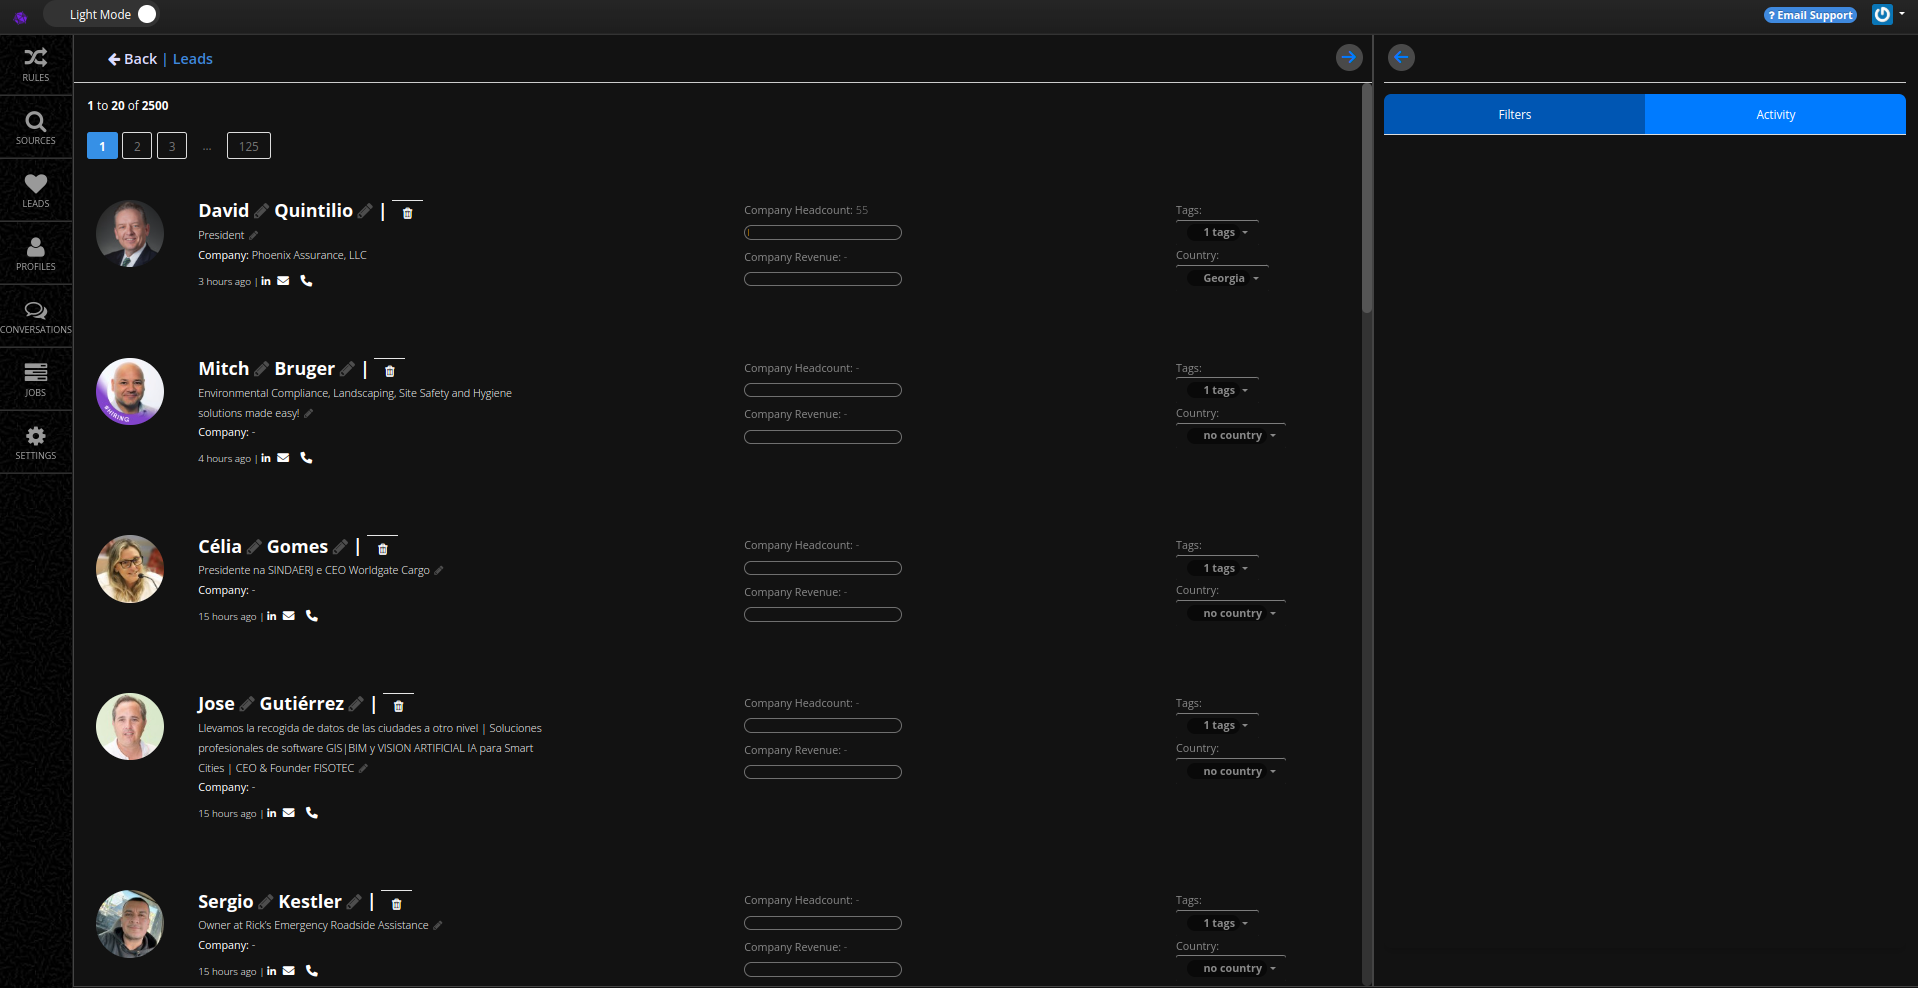 Light Mode
? Email Support
RULES
SOURCES
LEADS
PROFILES
CONVERSATIONS
JOBS
SETTINGS
Back | Leads
1 to 20 of 2500
1 2 3 ... 125
David Quintilio |
President
Company: Phoenix Assurance, LLC
3 hours ago | in
Company Headcount: 55
Company Revenue: -
Tags:
1 tags
Country:
Georgia
#HIRING
Mitch Bruger |
Environmental Compliance, Landscaping, Site Safety and Hygiene
solutions made easy!
Company: -
4 hours ago | in
Company Headcount: -
Company Revenue: -
Tags:
1 tags
Country:
no country
Célia Gomes |
Presidente na SINDAERJ e CEO Worldgate Cargo
Company: -
15 hours ago | in
Company Headcount: -
Company Revenue: -
Tags:
1 tags
Country:
no country
Jose Gutiérrez |
Llevamos la recogida de datos de las ciudades a otro nivel | Soluciones
profesionales de software GIS|BIM y VISION ARTIFICIAL IA para Smart
Cities | CEO & Founder FISOTEC
Company: -
15 hours ago | in
Company Headcount: -
Company Revenue: -
Tags:
1 tags
Country:
no country
Sergio Kestler |
Owner at Rick's Emergency Roadside Assistance
Company: -
15 hours ago | in
Company Headcount: -
Company Revenue: -
Tags:
1 tags
Country:
no country
Filters
Activity